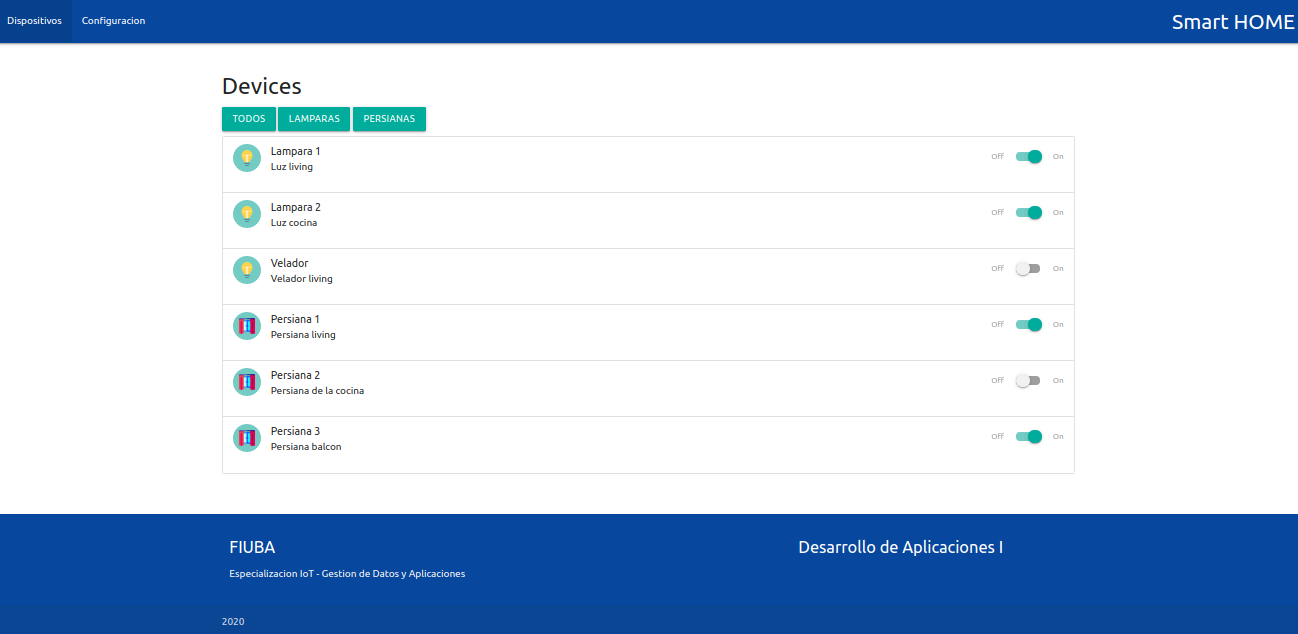 Dispositivos Configuracion Smart HOME
Devices
TODOS LAMPARAS PERSIANAS
Lampara 1
Luz living
Off On
Lampara 2
Luz cocina
Off On
Velador
Velador living
Off On
Persiana 1
Persiana living
Off On
Persiana 2
Persiana de la cocina
Off On
Persiana 3
Persiana balcon
Off On
FIUBA
Especializacion IoT - Gestion de Datos y Aplicaciones
Desarrollo de Aplicaciones I
2020